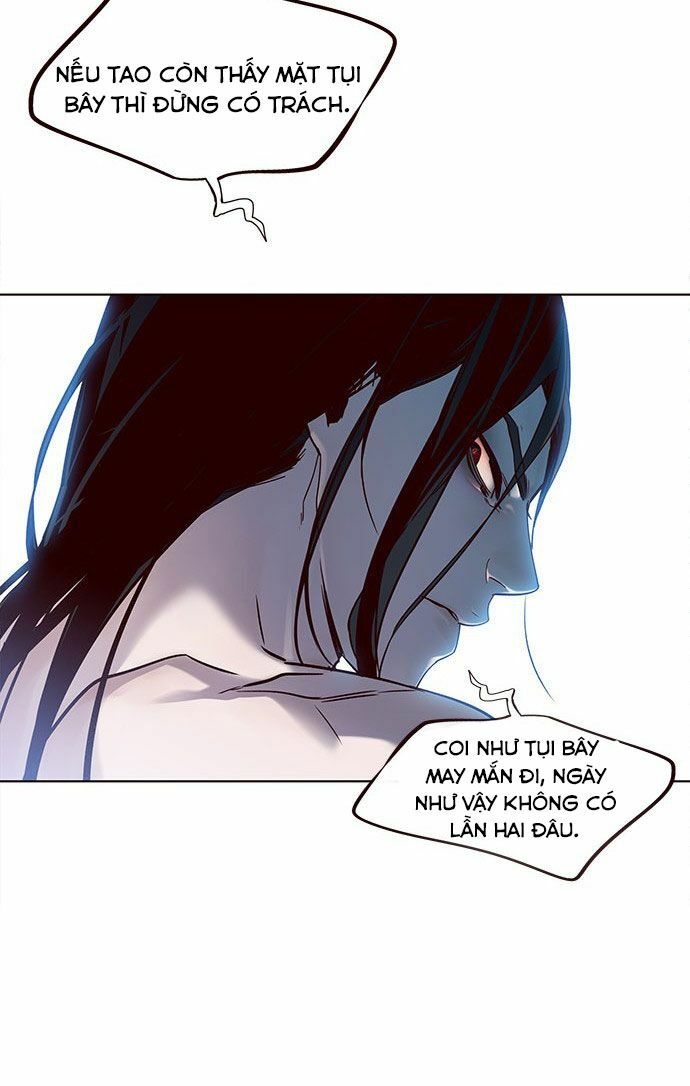 NẾU TAO CÒN THẤY MẶT TỤI
BÂY THÌ ĐỪNG CÓ TRÁCH.
COI NHƯ TỤI BÂY
MAY MẮN ĐI, NGÀY
NHƯ VẬY KHÔNG CÓ
LẦN HAI ĐÂU.